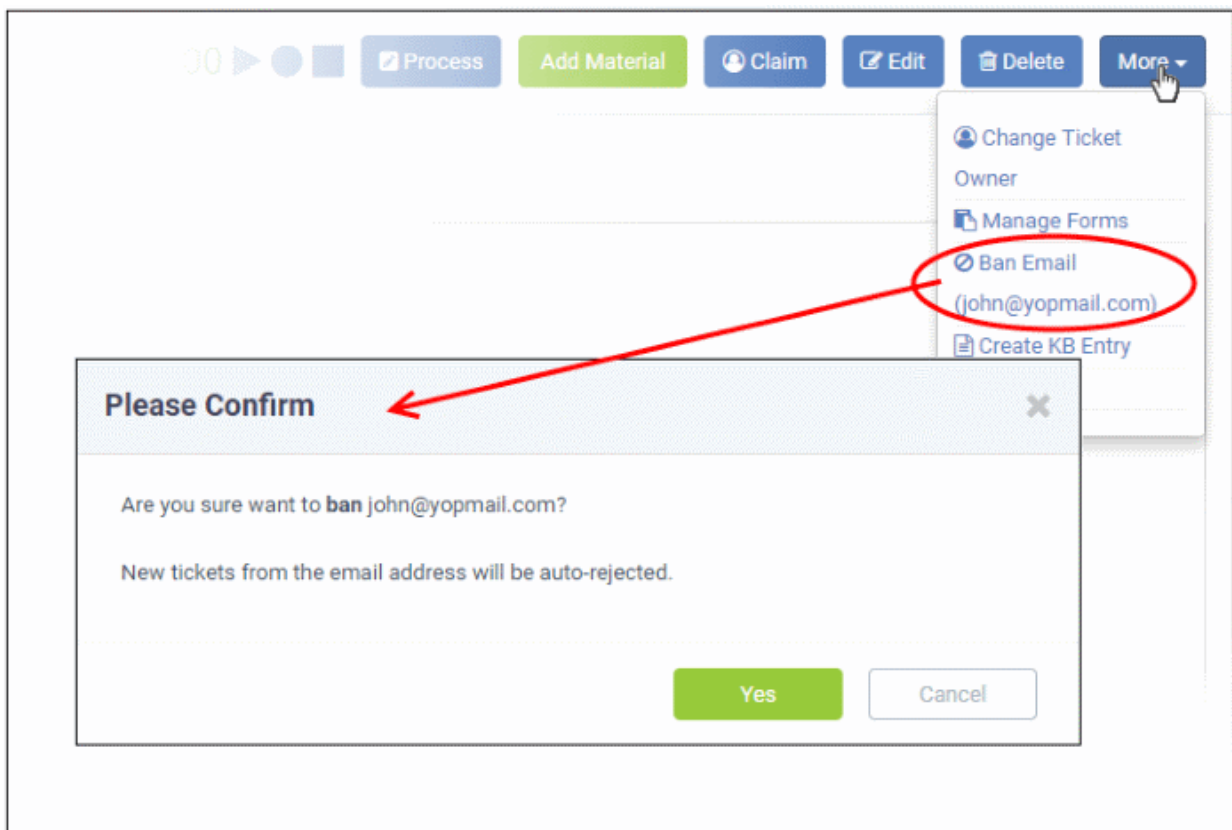 Process Add Material Claim Edit Delete More
Change Ticket
Owner
Manage Forms
Ban Email
(john@yopmail.com)
Create KB Entry
Please Confirm
Are you sure want to ban john@yopmail.com?
New tickets from the email address will be auto-rejected.
Yes Cancel